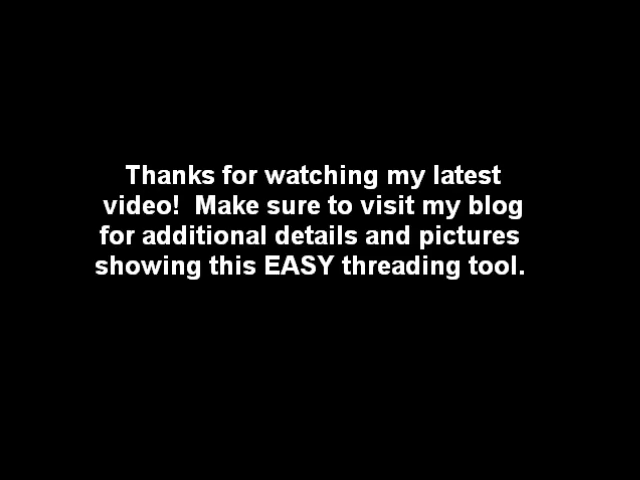 Thanks for watching my latest
video!  Make sure to visit my blog
for additional details and pictures
showing this EASY threading tool.